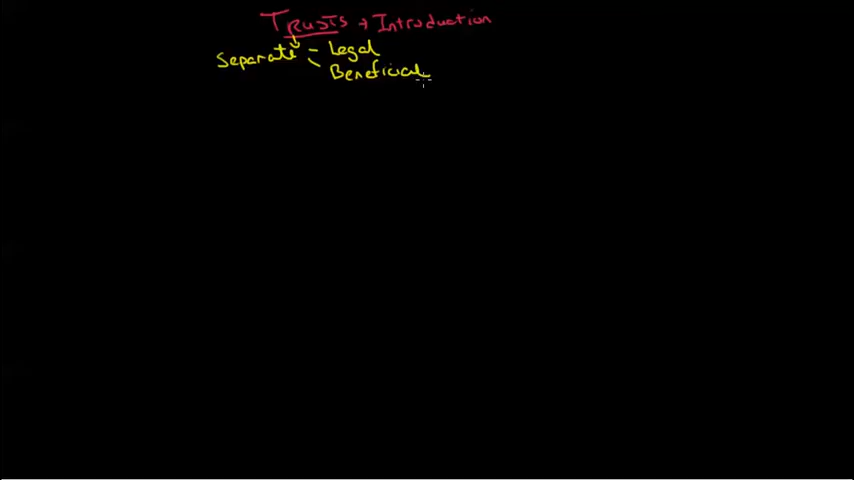 Trusts → Introduction
Separate - Legal
- Beneficial